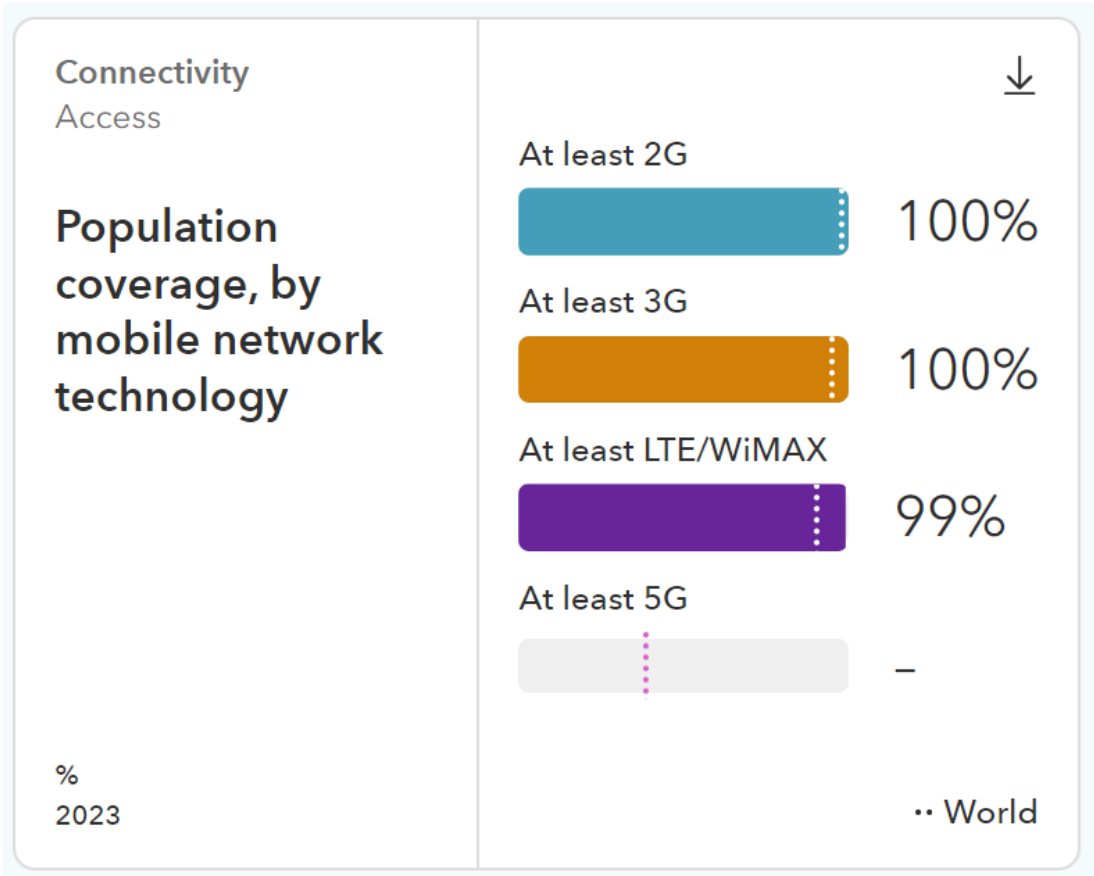 Connectivity
Access
Population
coverage, by
mobile network
technology
%
2023
At least 2G
100%
At least 3G
100%
At least LTE/WiMAX
99%
At least 5G
–
·· World